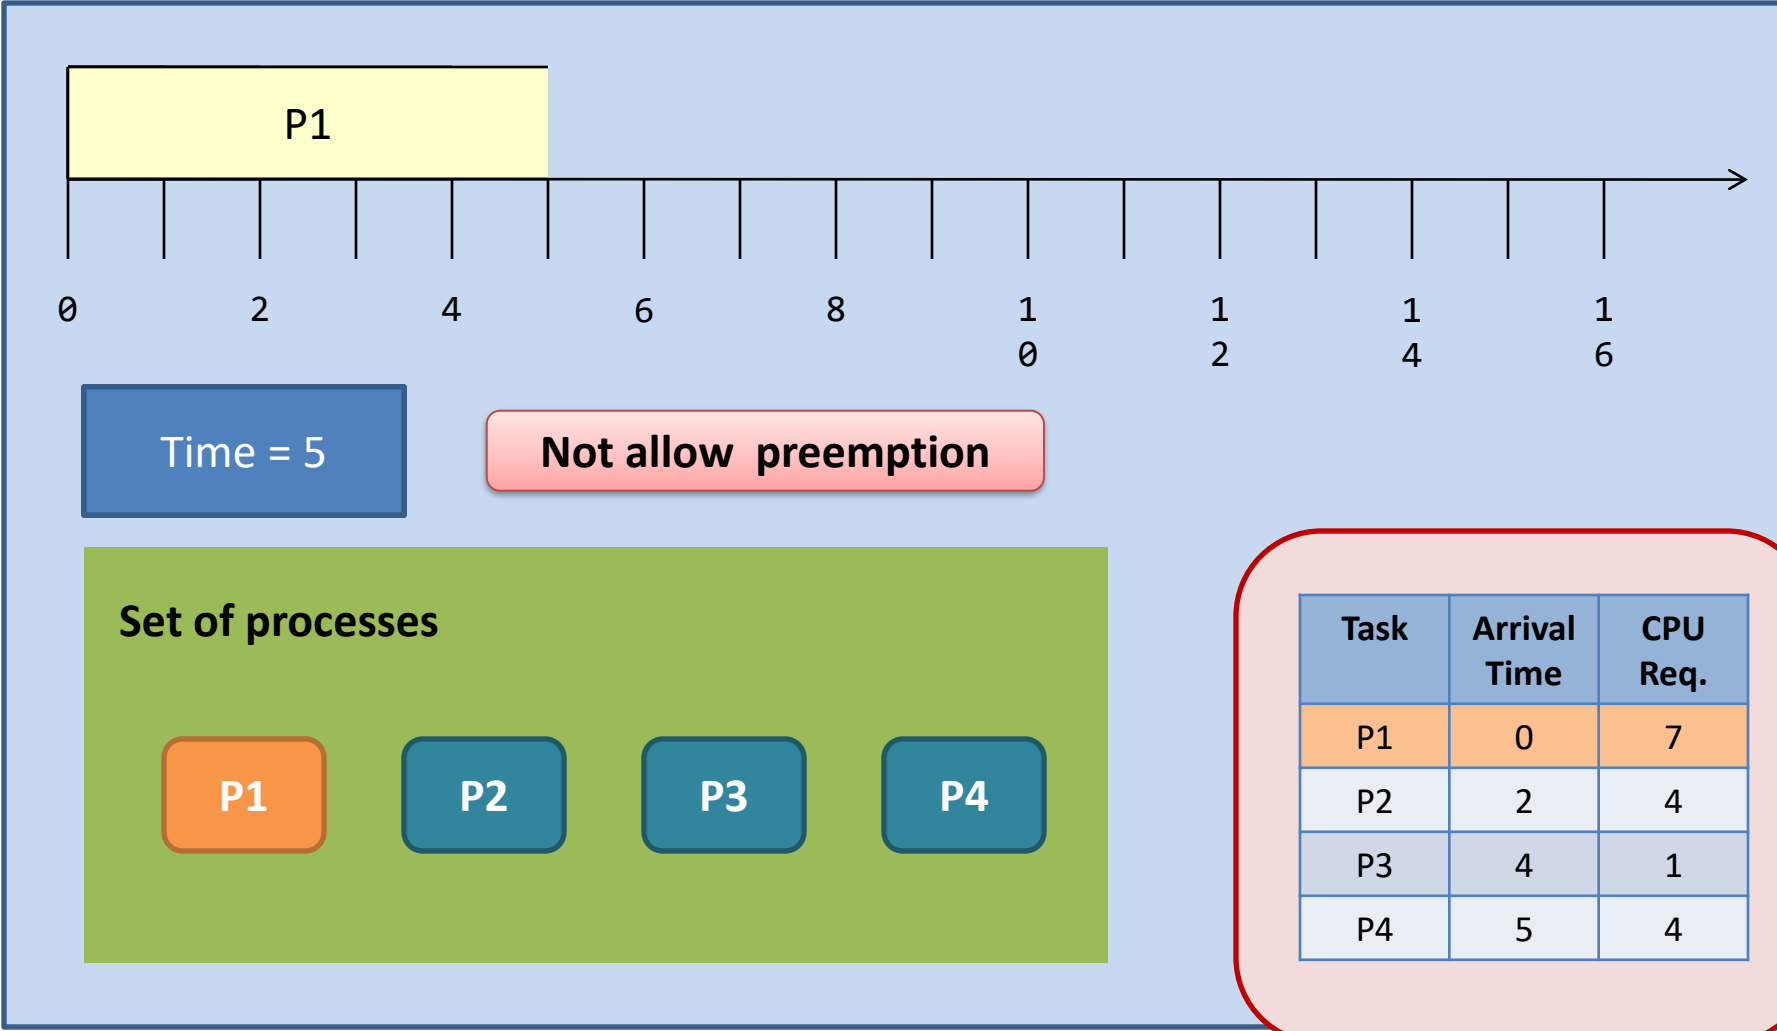 P1
0 2 4 6 8 1 1 1 1
0 2 4 6
Time = 5
Not allow preemption
Set of processes
P1 P2 P3 P4
Task Arrival CPU
Time Req.
P1 0 7
P2 2 4
P3 4 1
P4 5 4